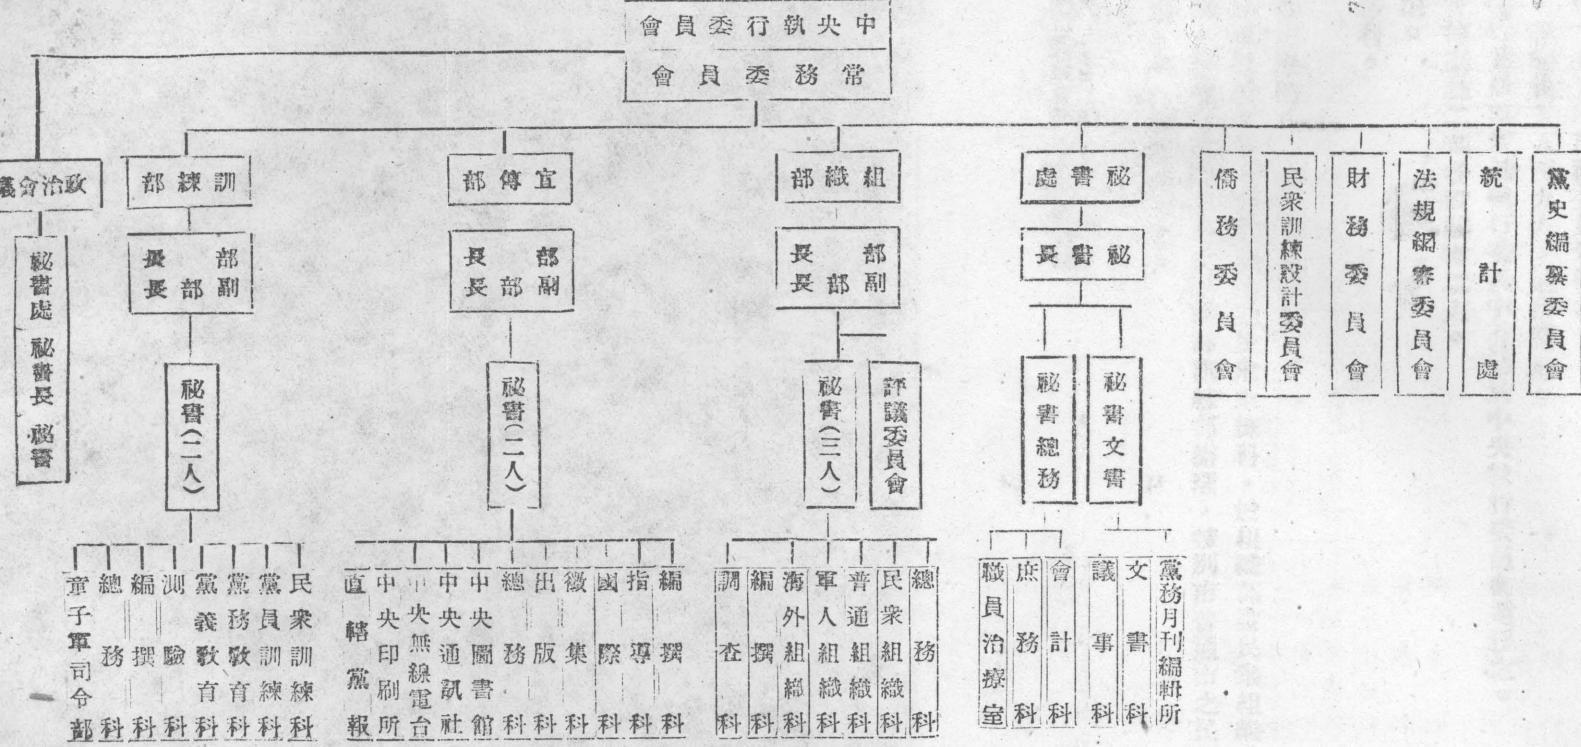 中央執行委員會
常務委員會
黨史編纂委員會
統計處
法規編審委員會
財務委員會
民衆訓練設計委員會
僑務委員會
秘書處
秘書長
秘書文書
秘書總務
黨務月刊編輯所
文書科
議事科
會計科
庶務科
職員治療室
組織部
部長
副部長
評議委員會
秘書(三人)
總務科
民衆組織科
普通組織科
軍人組織科
海外組織科
編撰科
調查科
宣傳部
部長
副部長
秘書(二人)
編撰科
指導科
國際科
徵集科
出版科
總務科
中央圖書館
中央通訊社
中央無線電台
中央印刷所
直轄黨報
訓練部
部長
副部長
秘書(二人)
民衆訓練科
黨員訓練科
黨務敎育科
黨義敎育科
測驗科
編撰科
總務科
童子軍司令部
政治會議
秘書處 秘書長 秘書